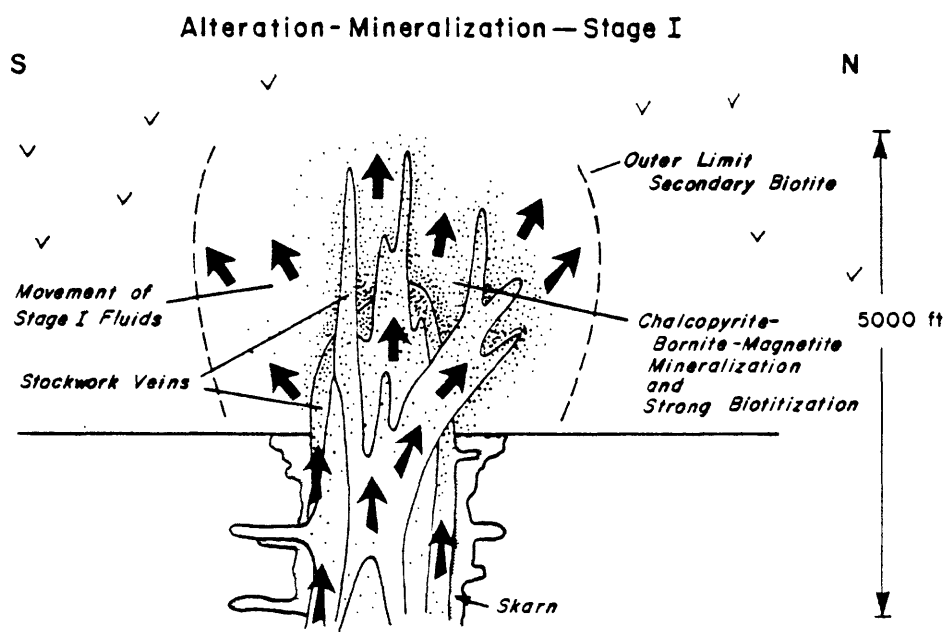 Alteration-Mineralization—Stage I
S
N
Outer Limit
Secondary Biotite
Movement of
Stage I Fluids
Stockwork Veins
Chalcopyrite-
Bornite-Magnetite
Mineralization
and
Strong Biotitization
5000 ft
Skarn